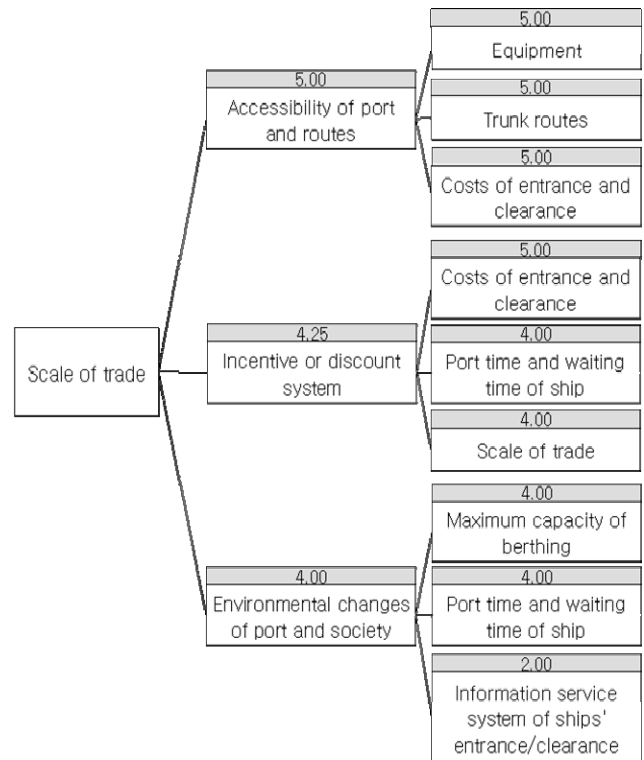 Scale of trade
5.00
Accessibility of port
and routes
5.00
Equipment
5.00
Trunk routes
5.00
Costs of entrance and
clearance
4.25
Incentive or discount
system
5.00
Costs of entrance and
clearance
4.00
Port time and waiting
time of ship
4.00
Scale of trade
4.00
Environmental changes
of port and society
4.00
Maximum capacity of
berthing
4.00
Port time and waiting
time of ship
2.00
Information service
system of ships'
entrance/clearance